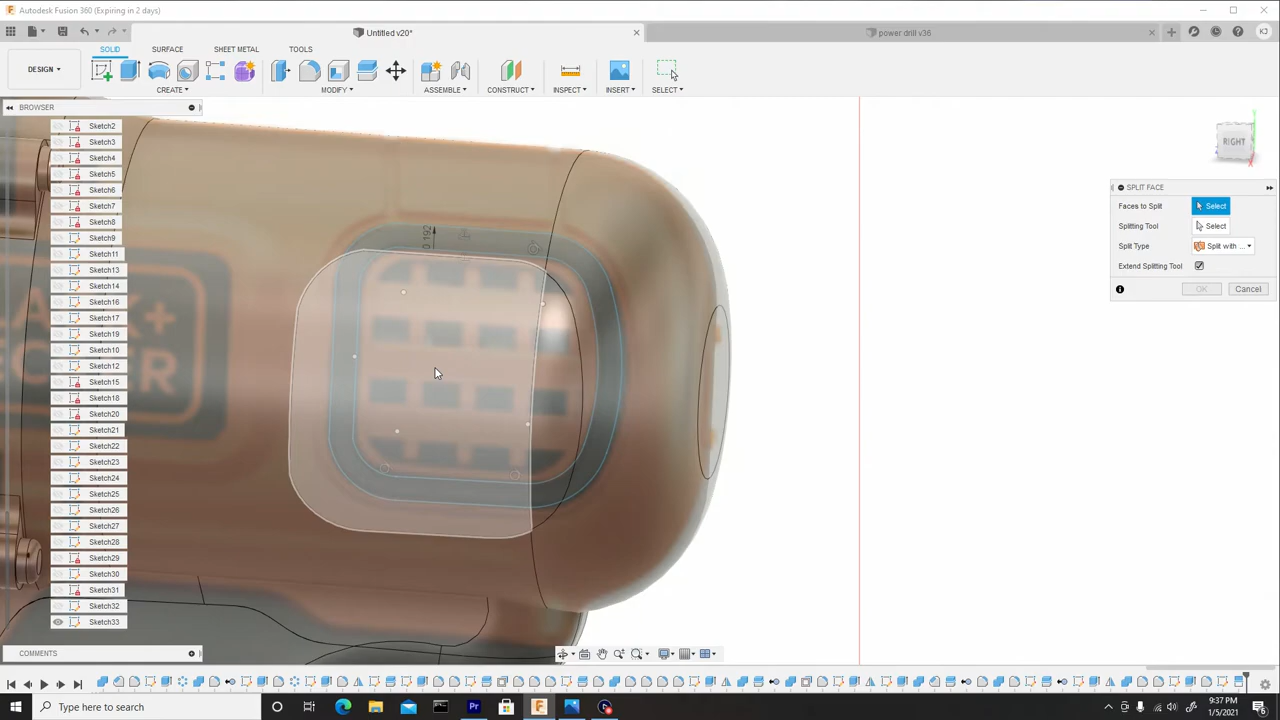 Autodesk Fusion 360 (Expiring in 2 days)
Untitled v20*
power drill v36
KJ
DESIGN
SOLID
SURFACE
SHEET METAL
TOOLS
CREATE
MODIFY
ASSEMBLE
CONSTRUCT
INSPECT
INSERT
SELECT
BROWSER
Sketch2
Sketch3
Sketch4
Sketch5
Sketch6
Sketch7
Sketch8
Sketch9
Sketch11
Sketch13
Sketch14
Sketch16
Sketch17
Sketch19
Sketch10
Sketch12
Sketch15
Sketch18
Sketch20
Sketch21
Sketch22
Sketch23
Sketch24
Sketch25
Sketch26
Sketch27
Sketch28
Sketch29
Sketch30
Sketch31
Sketch32
Sketch33
RIGHT
0.192
SPLIT FACE
Faces to Split
Select
Splitting Tool
Select
Split Type
Split with ...
Extend Splitting Tool
OK
Cancel
COMMENTS
Type here to search
9:37 PM
1/5/2021